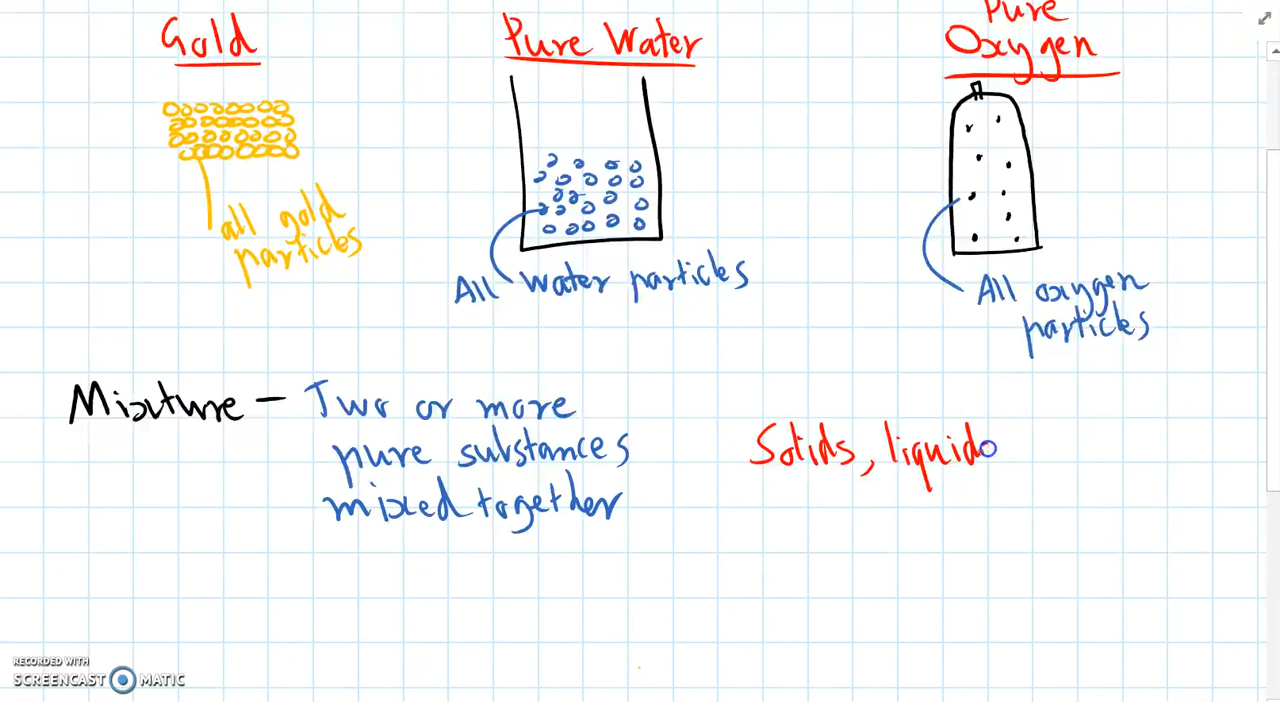 Gold
Pure Water
Pure
Oxygen
all gold
particles
All water particles
All oxygen
particles
Mixture - Two or more
pure substances
mixed together
Solids, liquid
RECORDED WITH
SCREENCAST MATIC